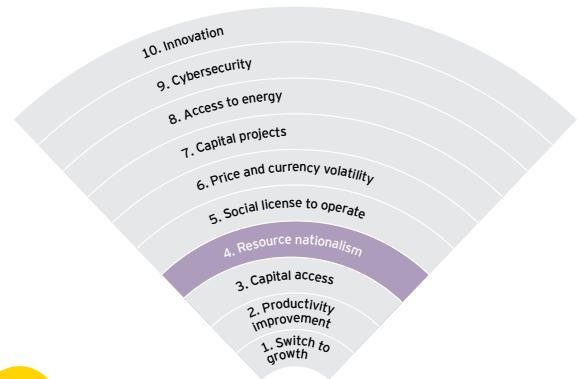 10. Innovation
9. Cybersecurity
8. Access to energy
7. Capital projects
6. Price and currency volatility
5. Social license to operate
4. Resource nationalism
3. Capital access
2. Productivity
improvement
1. Switch to
growth